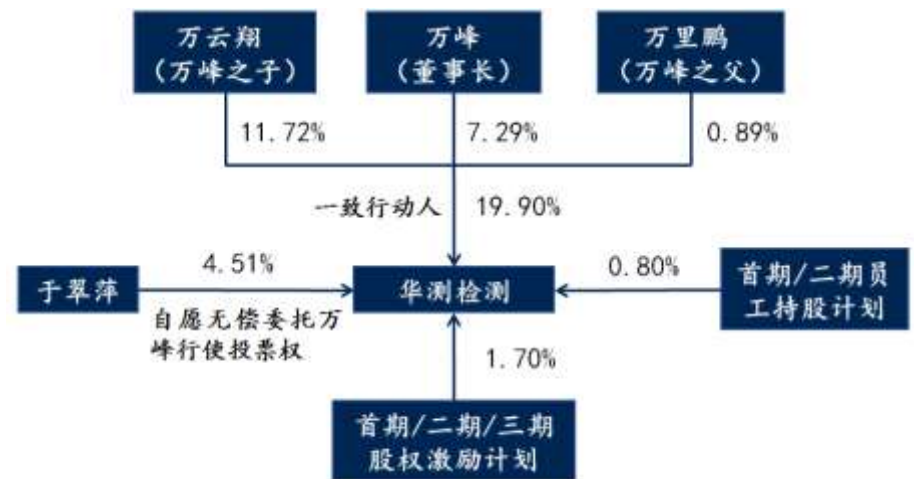 万云翔
（万峰之子）
万峰
（董事长）
万里鹏
（万峰之父）
11.72%
7.29%
0.89%
一致行动人
19.90%
于翠萍
4.51%
自愿无偿委托万
峰行使投票权
华测检测
0.80%
首期/二期员
工持股计划
1.70%
首期/二期/三期
股权激励计划